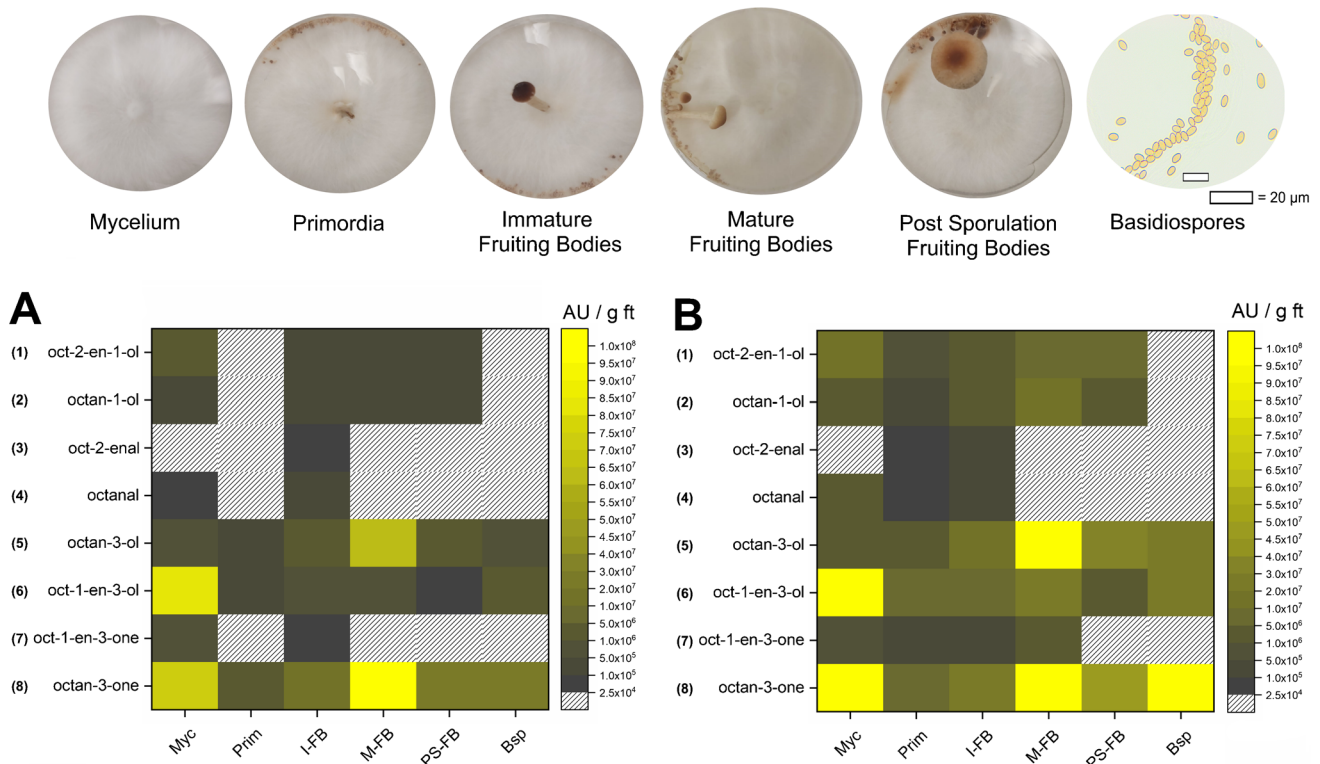 Mycelium
Primordia
Immature
Fruiting Bodies
Mature
Fruiting Bodies
Post Sporulation
Fruiting Bodies
Basidiospores
= 20 µm
A
AU / g ft
(1) oct-2-en-1-ol
(2) octan-1-ol
(3) oct-2-enal
(4) octanal
(5) octan-3-ol
(6) oct-1-en-3-ol
(7) oct-1-en-3-one
(8) octan-3-one
Myc
Prim
I-FB
M-FB
PS-FB
Bsp
1.0x10⁸
9.5x10⁷
9.0x10⁷
8.5x10⁷
8.0x10⁷
7.5x10⁷
7.0x10⁷
6.5x10⁷
6.0x10⁷
5.5x10⁷
5.0x10⁷
4.5x10⁷
4.0x10⁷
3.0x10⁷
2.0x10⁷
1.0x10⁷
5.0x10⁶
1.0x10⁶
5.0x10⁵
1.0x10⁵
2.5x10⁴
B
AU / g ft
(1) oct-2-en-1-ol
(2) octan-1-ol
(3) oct-2-enal
(4) octanal
(5) octan-3-ol
(6) oct-1-en-3-ol
(7) oct-1-en-3-one
(8) octan-3-one
Myc
Prim
I-FB
M-FB
PS-FB
Bsp
1.0x10⁸
9.5x10⁷
9.0x10⁷
8.5x10⁷
8.0x10⁷
7.5x10⁷
7.0x10⁷
6.5x10⁷
6.0x10⁷
5.5x10⁷
5.0x10⁷
4.5x10⁷
4.0x10⁷
3.0x10⁷
2.0x10⁷
1.0x10⁷
5.0x10⁶
1.0x10⁶
5.0x10⁵
1.0x10⁵
2.5x10⁴